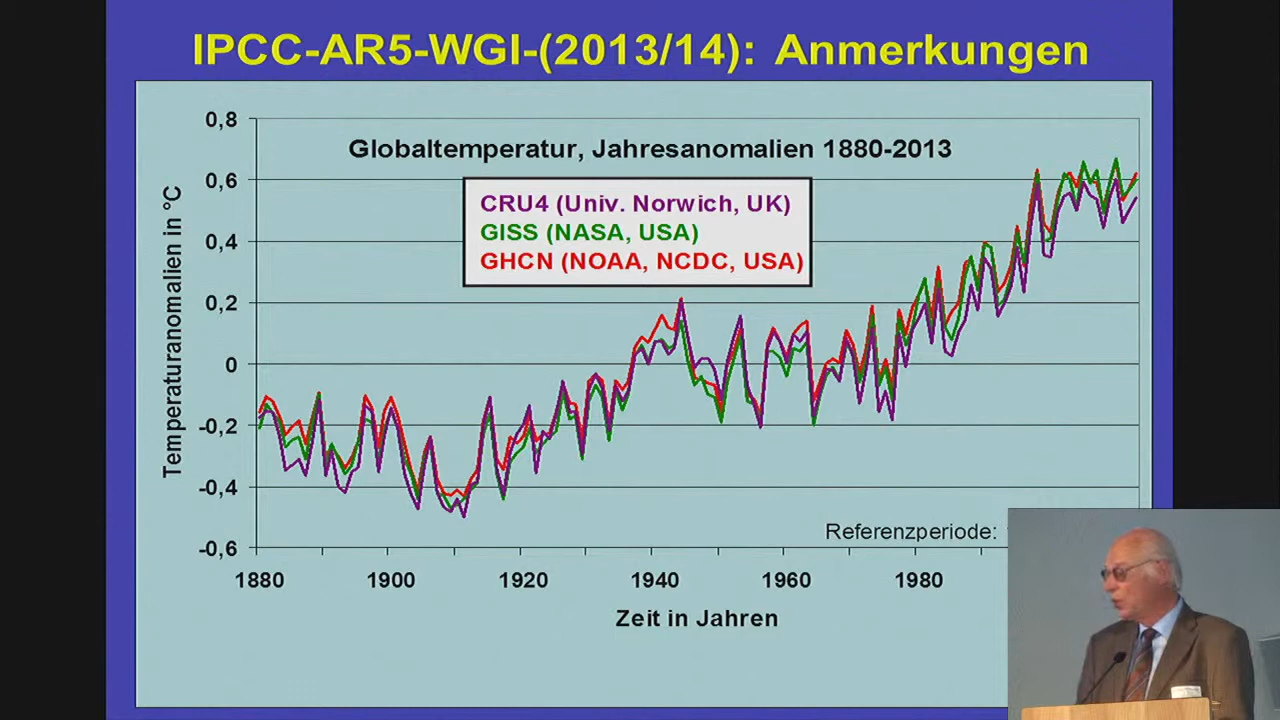 IPCC-AR5-WGI-(2013/14): Anmerkungen
0,8
Globaltemperatur, Jahresanomalien 1880-2013
0,6
CRU4 (Univ. Norwich, UK)
GISS (NASA, USA)
GHCN (NOAA, NCDC, USA)
0,4
0,2
0
-0,2
-0,4
-0,6
Temperaturanomalien in °C
Referenzperiode:
1880
1900
1920
1940
1960
1980
Zeit in Jahren